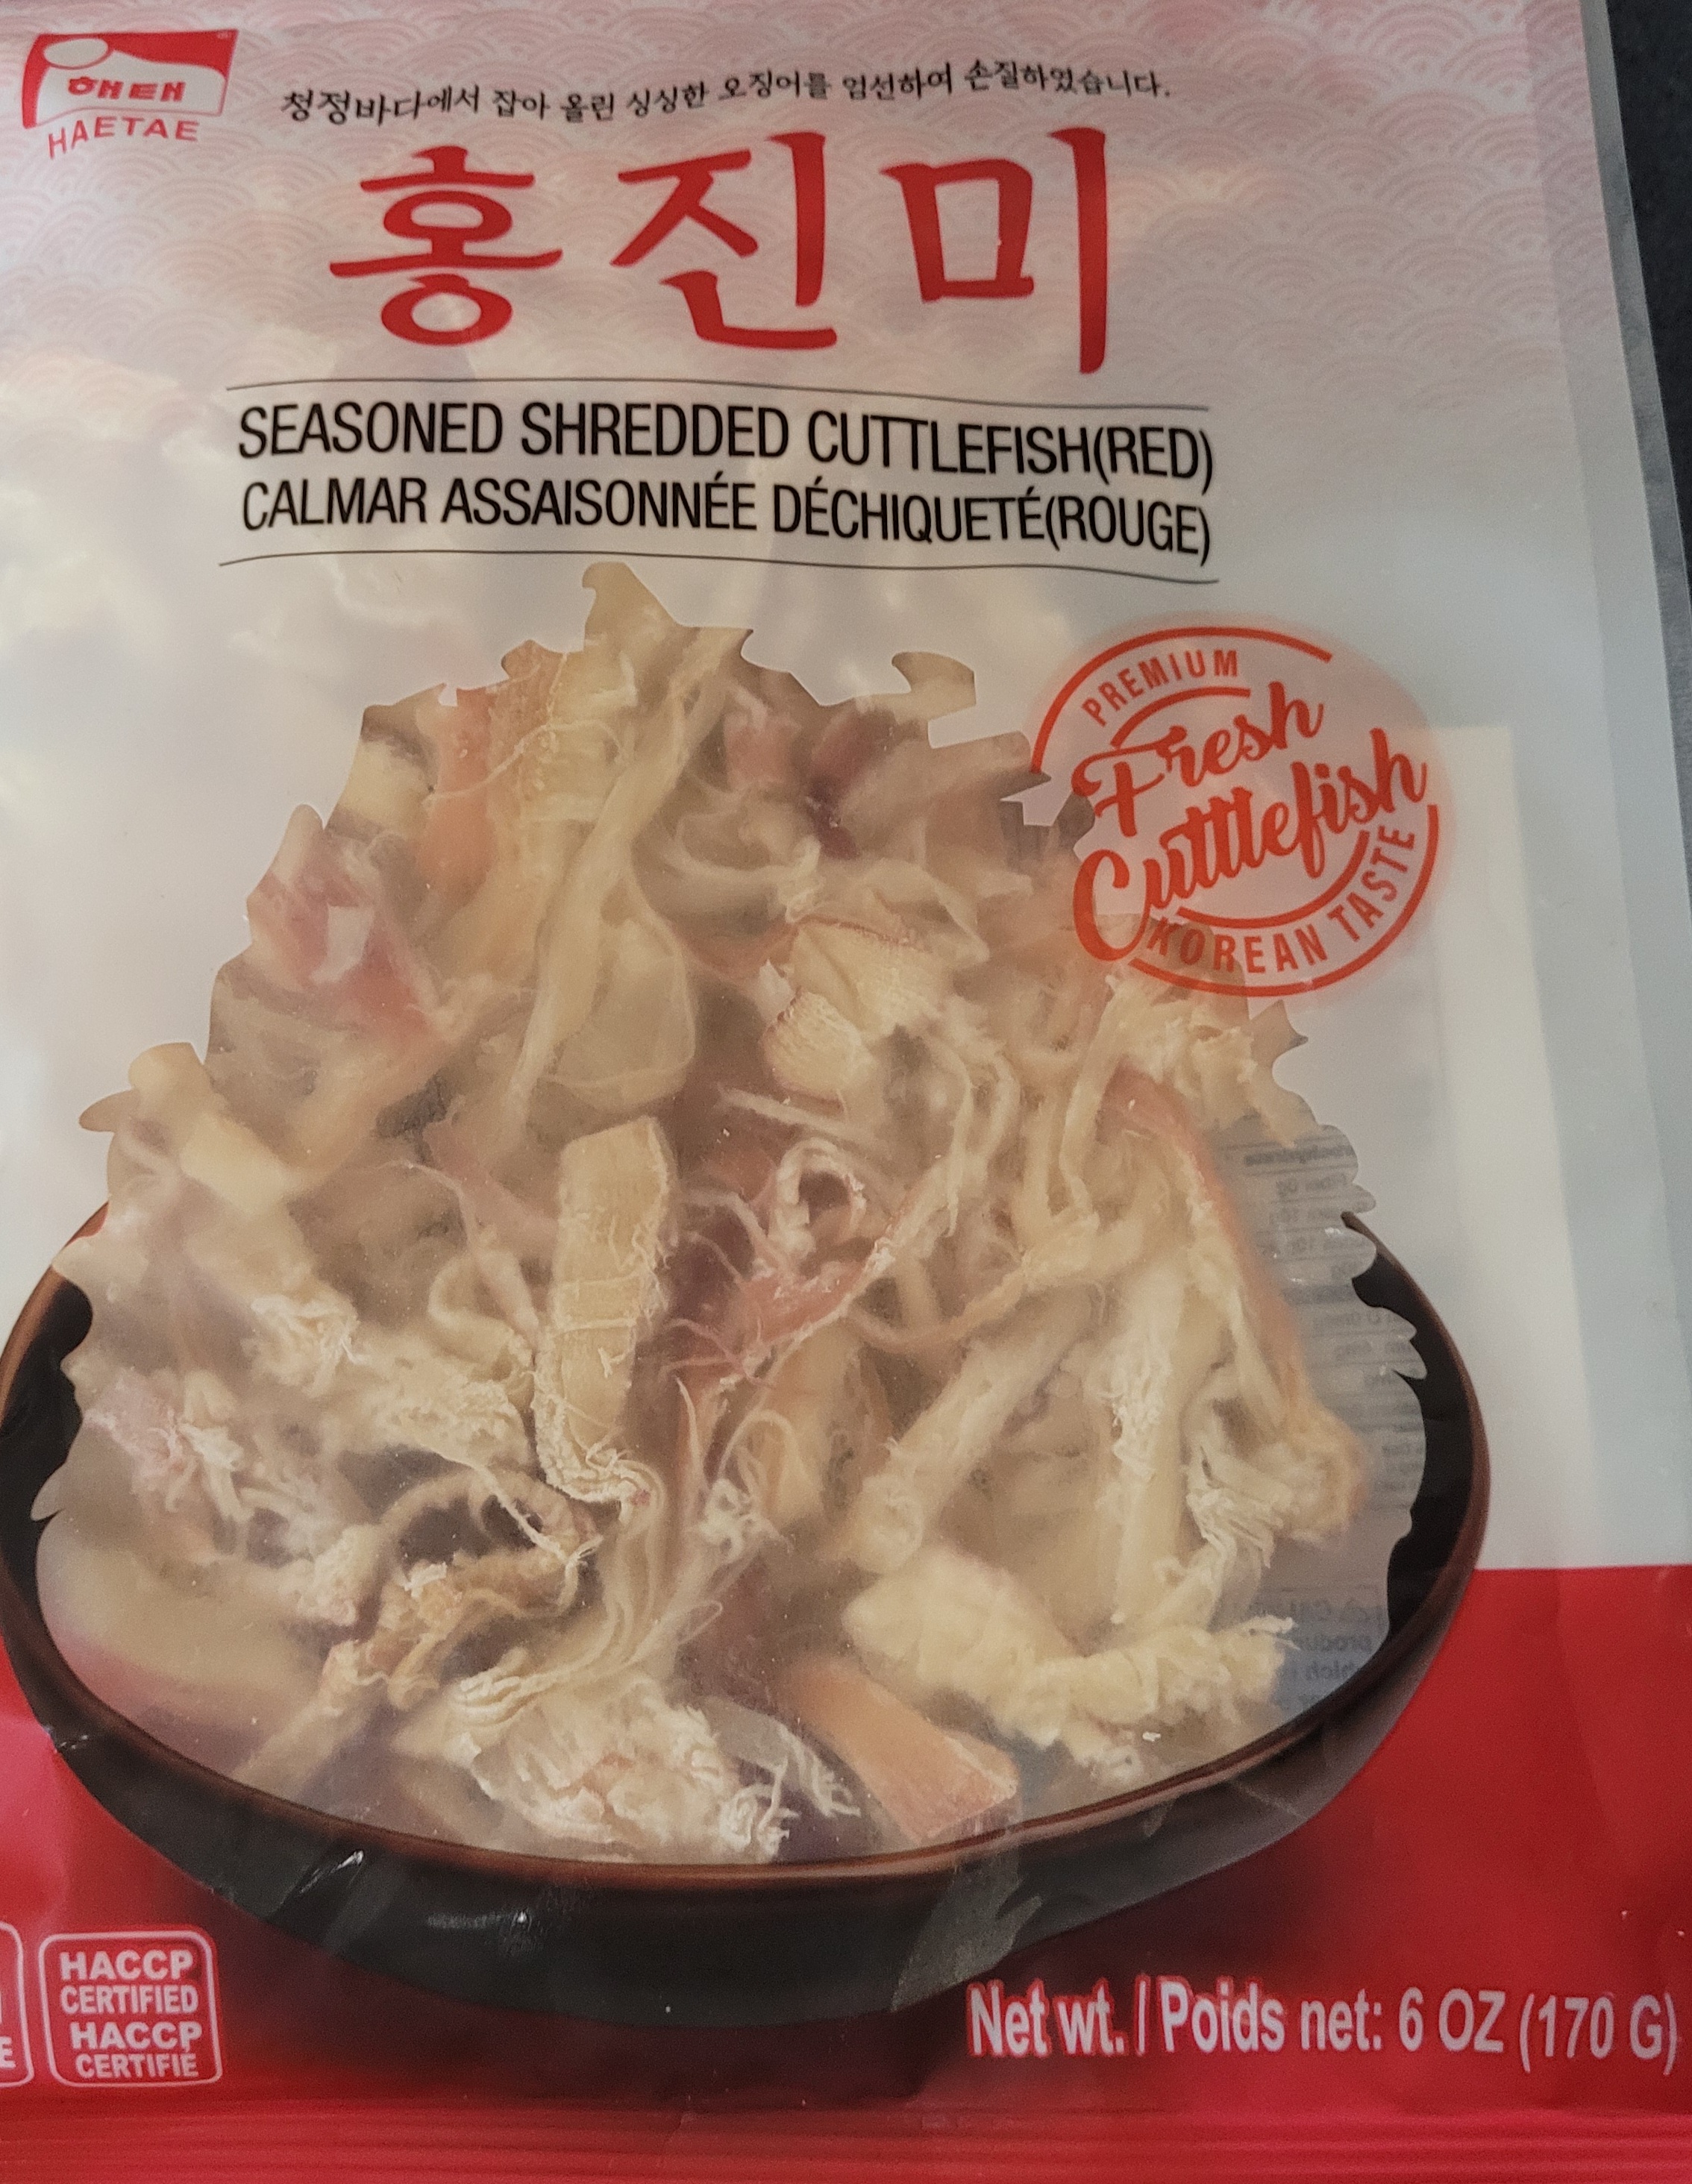 해태
HAETAE
청정바다에서 잡아 올린 싱싱한 오징어를 엄선하여 손질하였습니다.
홍진미
SEASONED SHREDDED CUTTLEFISH(RED)
CALMAR ASSAISONNÉE DÉCHIQUETÉ(ROUGE)
PREMIUM
Fresh
Cuttlefish
KOREAN TASTE
HACCP
CERTIFIED
HACCP
CERTIFIE
Net wt. / Poids net: 6 OZ (170 G)